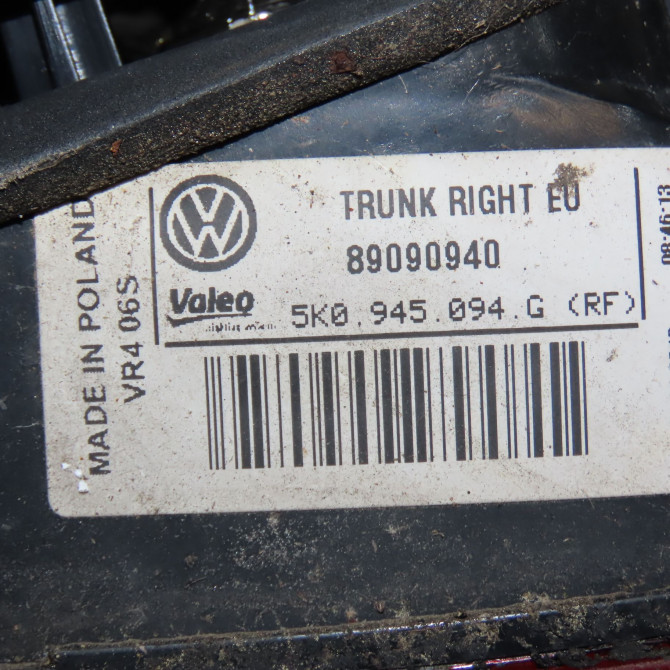 TRUNK RIGHT EU
89090940
Valeo
5K0.945.094.G (RF)
MADE IN POLAND
VR4 06S
08:46:13